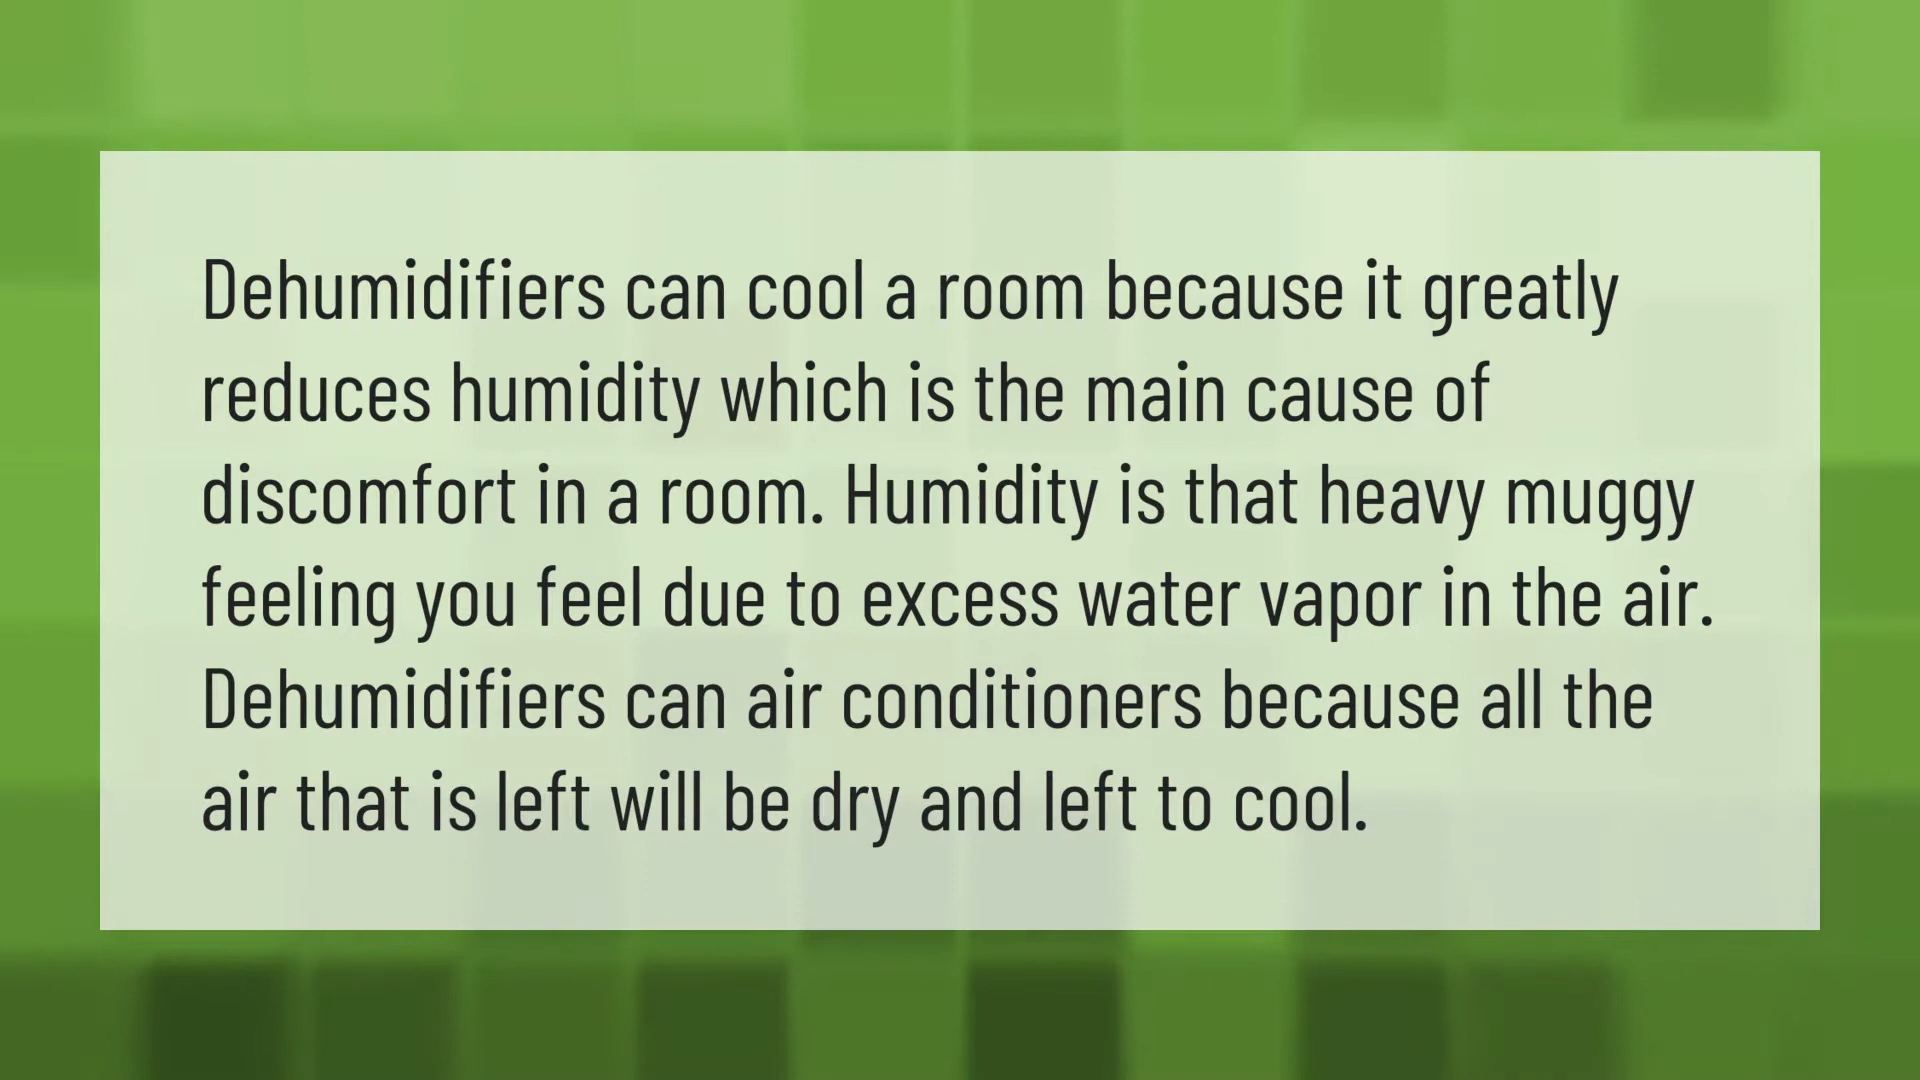 Dehumidifiers can cool a room because it greatly
reduces humidity which is the main cause of
discomfort in a room. Humidity is that heavy muggy
feeling you feel due to excess water vapor in the air.
Dehumidifiers can air conditioners because all the
air that is left will be dry and left to cool.